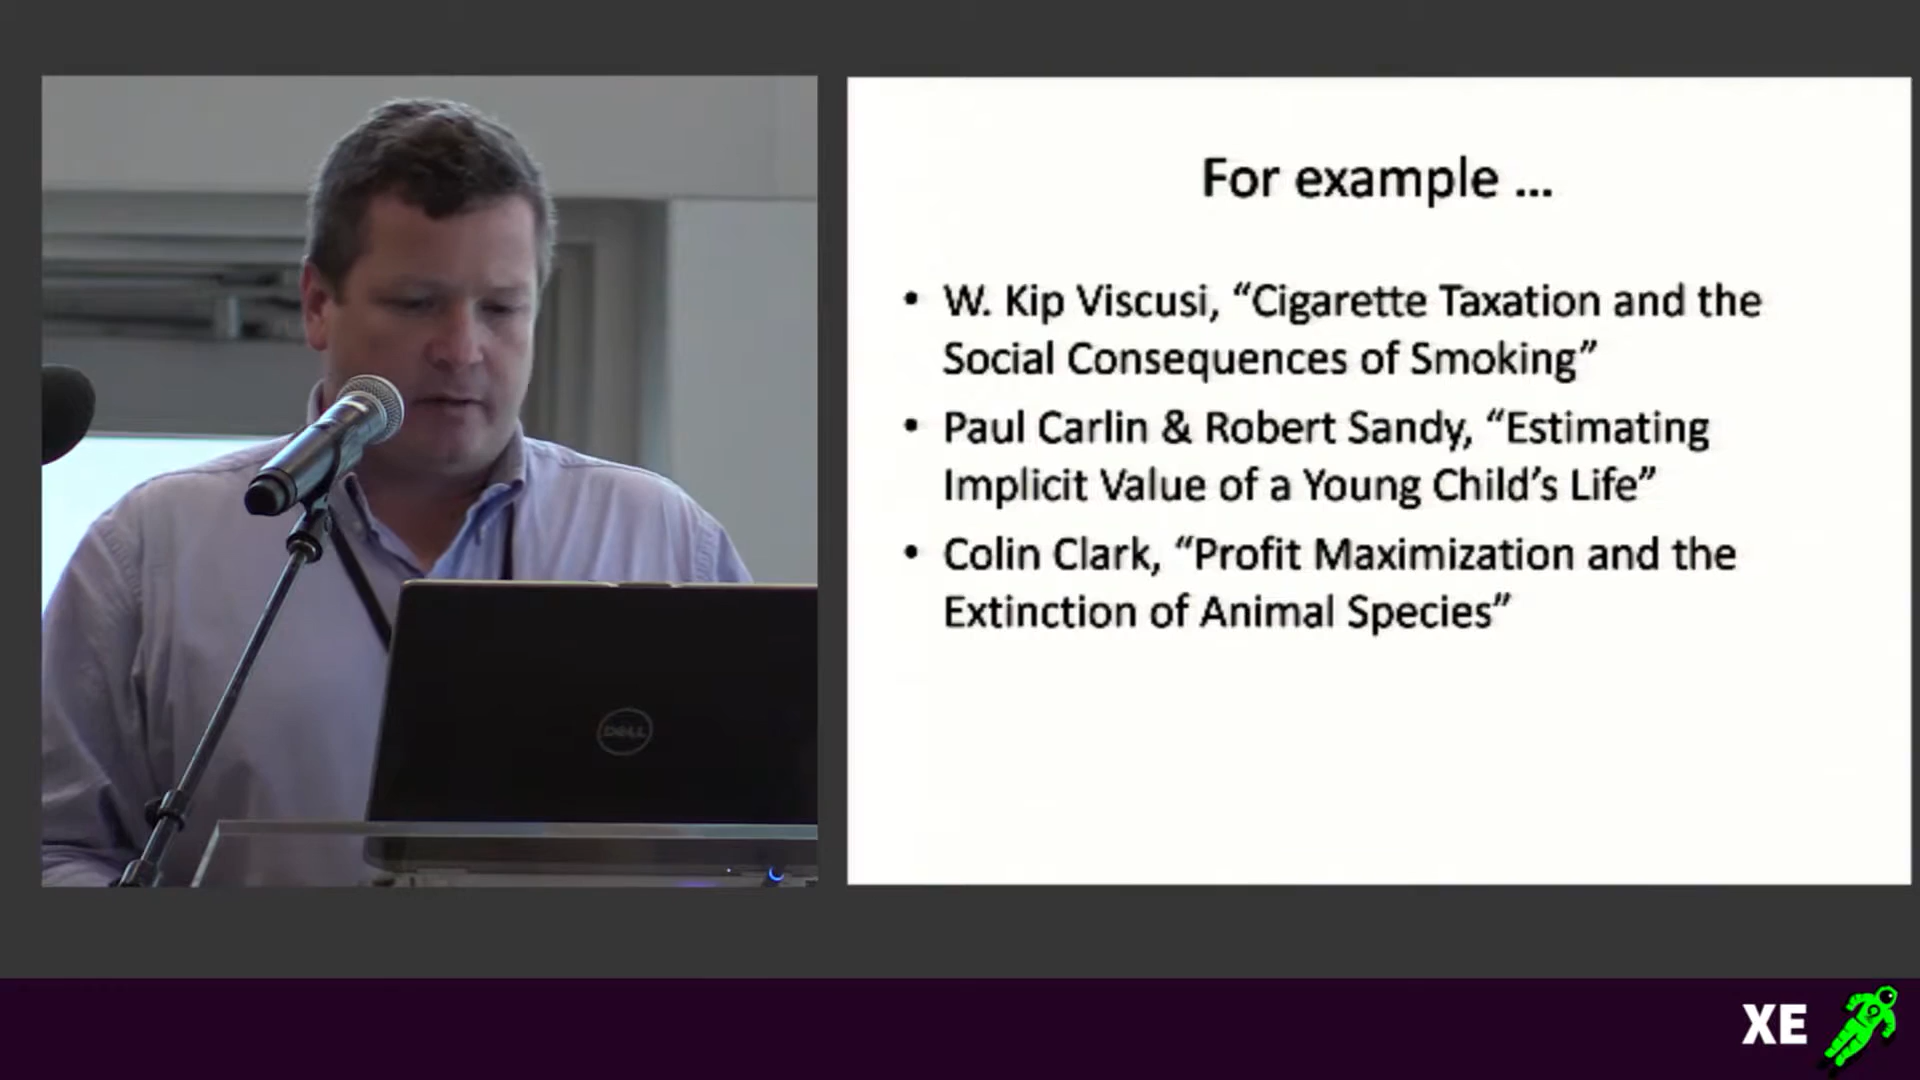 For example ...
• W. Kip Viscusi, “Cigarette Taxation and the
Social Consequences of Smoking”
• Paul Carlin & Robert Sandy, “Estimating
Implicit Value of a Young Child’s Life”
• Colin Clark, “Profit Maximization and the
Extinction of Animal Species”
DELL
XE